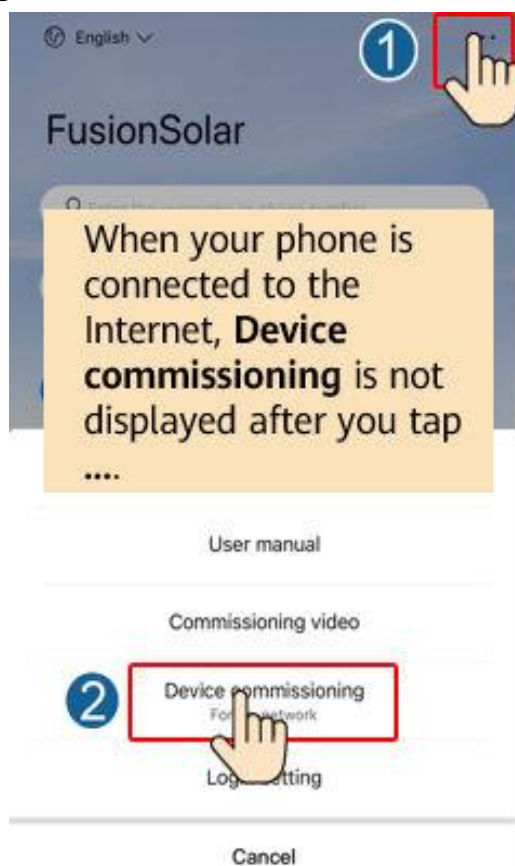 English
1
FusionSolar
When your phone is
connected to the
Internet, Device
commissioning is not
displayed after you tap
....
User manual
Commissioning video
2
Device commissioning
network
Cancel